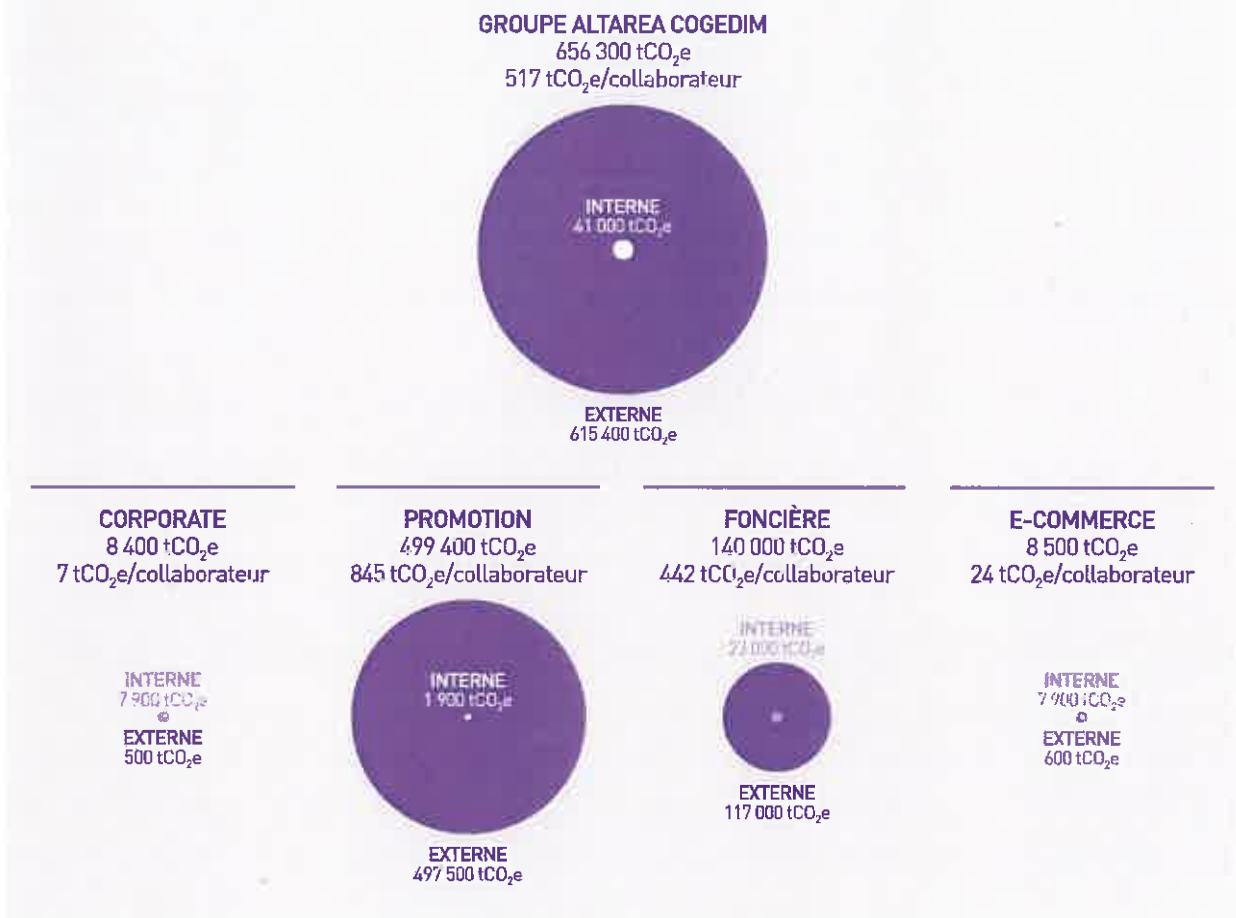 GROUPE ALTAREA COGEDIM
656 300 tCO₂e
517 tCO₂e/collaborateur
INTERNE
41 000 tCO₂e
EXTERNE
615 400 tCO₂e
CORPORATE
8 400 tCO₂e
7 tCO₂e/collaborateur
INTERNE
7 900 tCO₂e
EXTERNE
500 tCO₂e
PROMOTION
499 400 tCO₂e
845 tCO₂e/collaborateur
INTERNE
1 900 tCO₂e
EXTERNE
497 500 tCO₂e
FONCIÈRE
140 000 tCO₂e
442 tCO₂e/collaborateur
INTERNE
23 000 tCO₂e
EXTERNE
117 000 tCO₂e
E-COMMERCE
8 500 tCO₂e
24 tCO₂e/collaborateur
INTERNE
7 900 tCO₂e
EXTERNE
600 tCO₂e